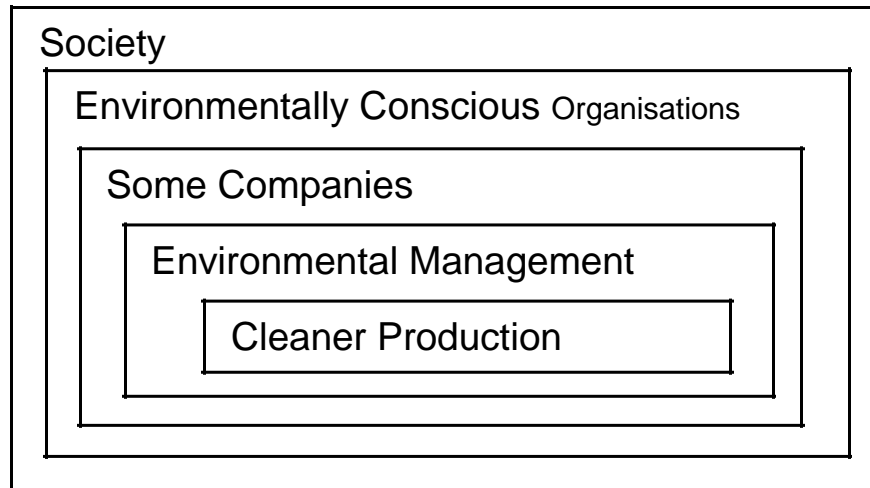 Society
Environmentally Conscious Organisations
Some Companies
Environmental Management
Cleaner Production